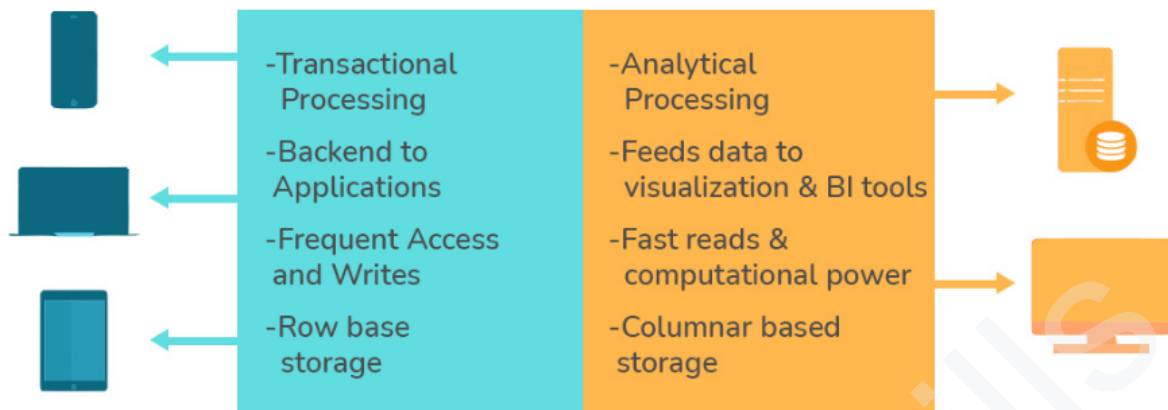 -Transactional
Processing
-Backend to
Applications
-Frequent Access
and Writes
-Row base
storage
-Analytical
Processing
-Feeds data to
visualization & BI tools
-Fast reads &
computational power
-Columnar based
storage